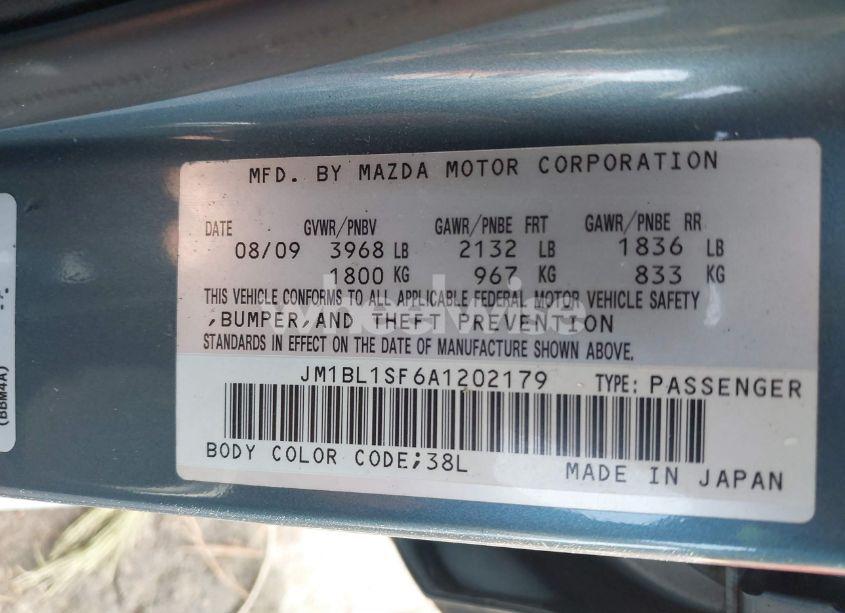 MFD. BY MAZDA MOTOR CORPORATION
DATE GVWR/PNBV GAWR/PNBE FRT GAWR/PNBE RR
08/09 3968 LB 2132 LB 1836 LB
1800 KG 967 KG 833 KG
THIS VEHICLE CONFORMS TO ALL APPLICABLE FEDERAL MOTOR VEHICLE SAFETY
,BUMPER,AND THEFT PREVENTION
STANDARDS IN EFFECT ON THE DATE OF MANUFACTURE SHOWN ABOVE.
JM1BL1SF6A1202179 TYPE: PASSENGER
BODY COLOR CODE;38L
MADE IN JAPAN
(BBM4A)
wheelwise